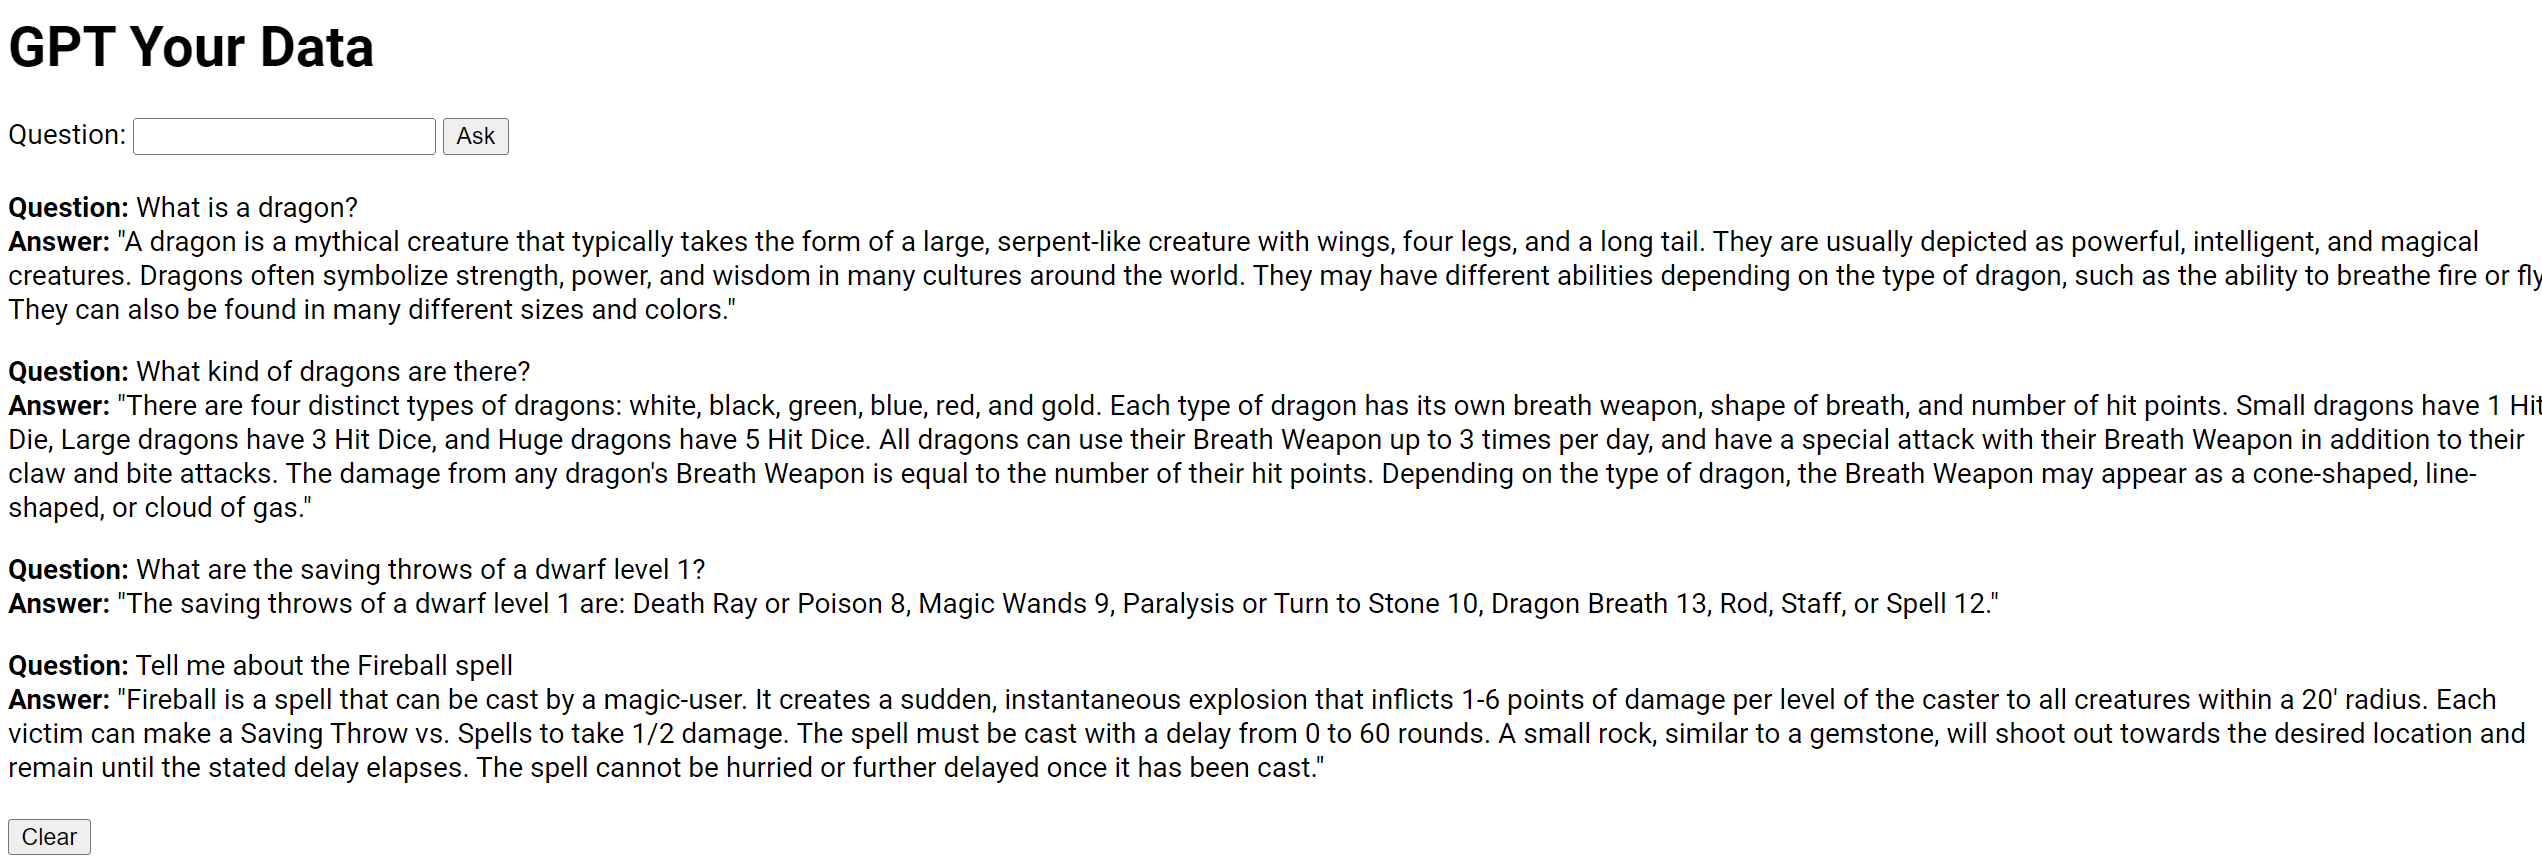 GPT Your Data
Question: Ask
Question: What is a dragon?
Answer: "A dragon is a mythical creature that typically takes the form of a large, serpent-like creature with wings, four legs, and a long tail. They are usually depicted as powerful, intelligent, and magical
creatures. Dragons often symbolize strength, power, and wisdom in many cultures around the world. They may have different abilities depending on the type of dragon, such as the ability to breathe fire or fly
They can also be found in many different sizes and colors."
Question: What kind of dragons are there?
Answer: "There are four distinct types of dragons: white, black, green, blue, red, and gold. Each type of dragon has its own breath weapon, shape of breath, and number of hit points. Small dragons have 1 Hit
Die, Large dragons have 3 Hit Dice, and Huge dragons have 5 Hit Dice. All dragons can use their Breath Weapon up to 3 times per day, and have a special attack with their Breath Weapon in addition to their
claw and bite attacks. The damage from any dragon's Breath Weapon is equal to the number of their hit points. Depending on the type of dragon, the Breath Weapon may appear as a cone-shaped, line-
shaped, or cloud of gas."
Question: What are the saving throws of a dwarf level 1?
Answer: "The saving throws of a dwarf level 1 are: Death Ray or Poison 8, Magic Wands 9, Paralysis or Turn to Stone 10, Dragon Breath 13, Rod, Staff, or Spell 12."
Question: Tell me about the Fireball spell
Answer: "Fireball is a spell that can be cast by a magic-user. It creates a sudden, instantaneous explosion that inflicts 1-6 points of damage per level of the caster to all creatures within a 20' radius. Each
victim can make a Saving Throw vs. Spells to take 1/2 damage. The spell must be cast with a delay from 0 to 60 rounds. A small rock, similar to a gemstone, will shoot out towards the desired location and
remain until the stated delay elapses. The spell cannot be hurried or further delayed once it has been cast."
Clear